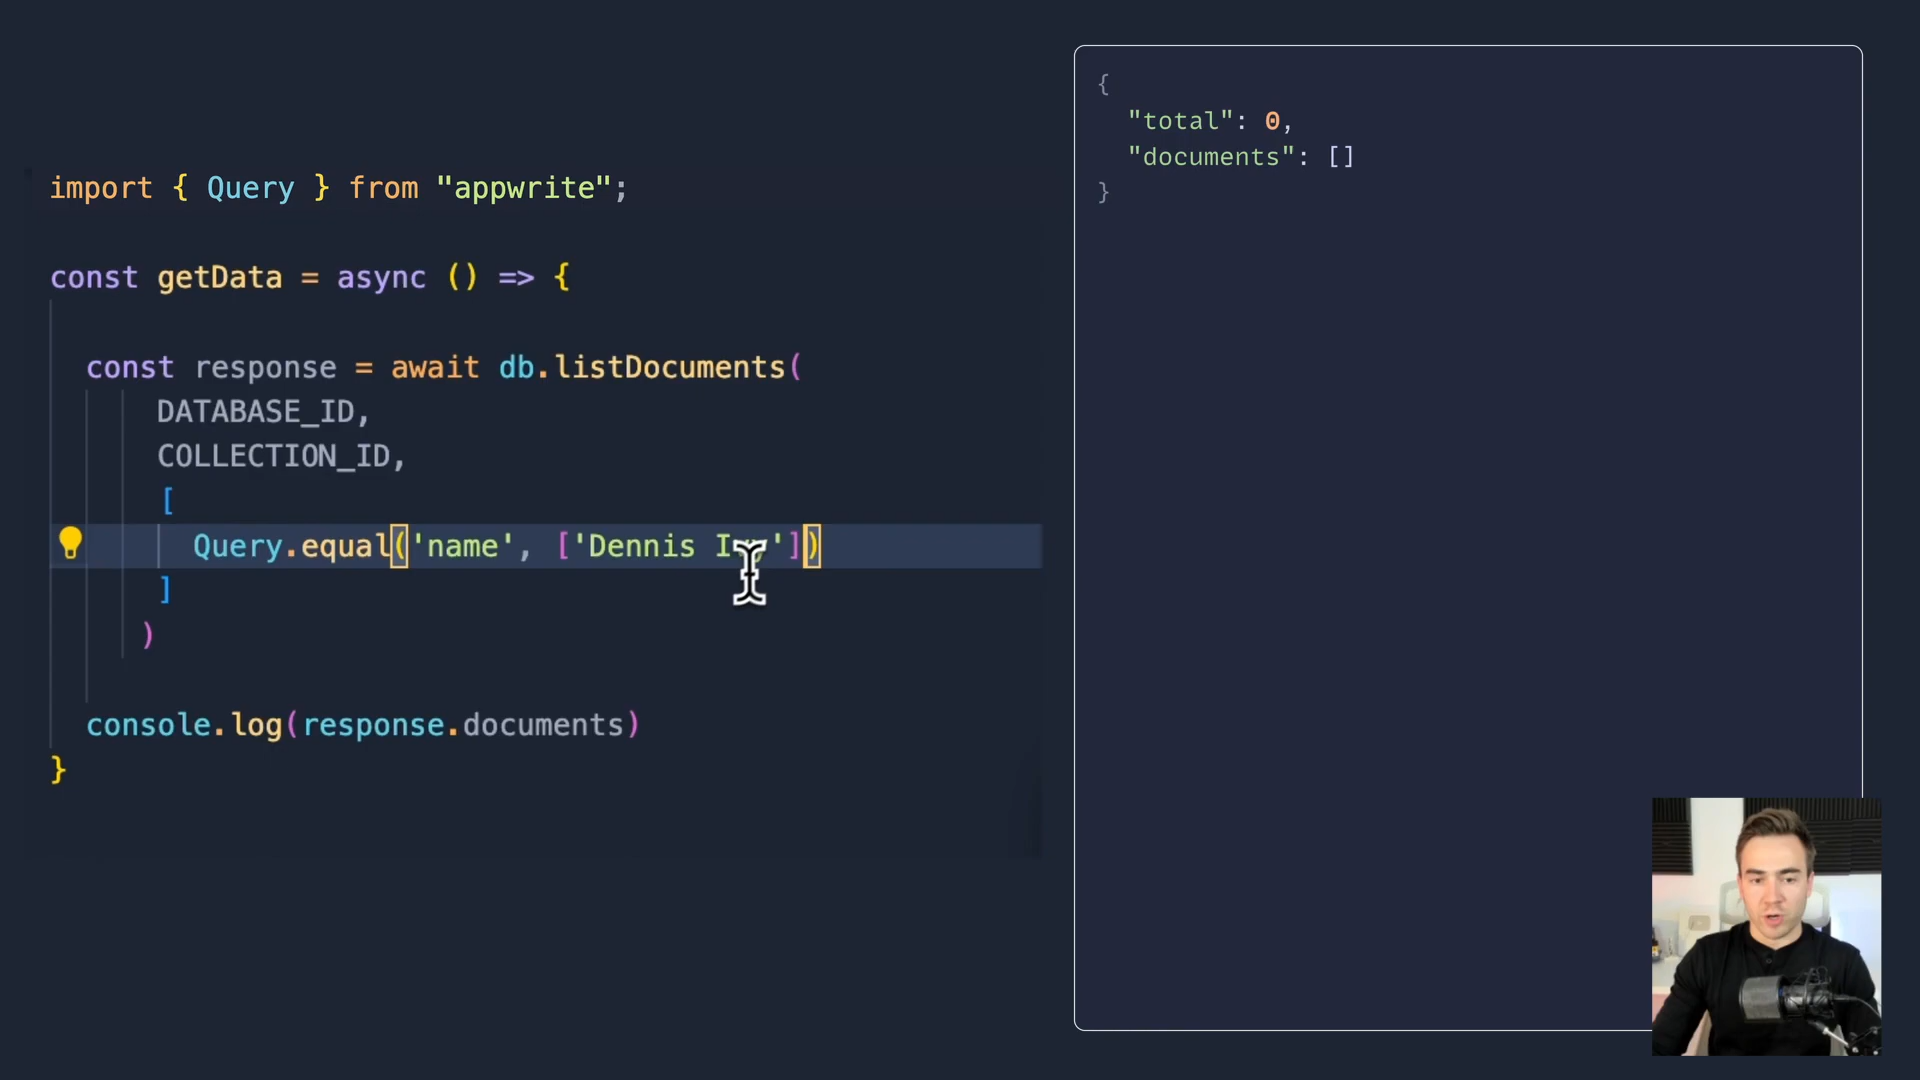 import { Query } from "appwrite";
const getData = async () => {
const response = await db.listDocuments(
DATABASE_ID,
COLLECTION_ID,
[
Query.equal('name', ['Dennis
]
)
console.log(response.documents)
}
{
"total": 0,
"documents": []
}